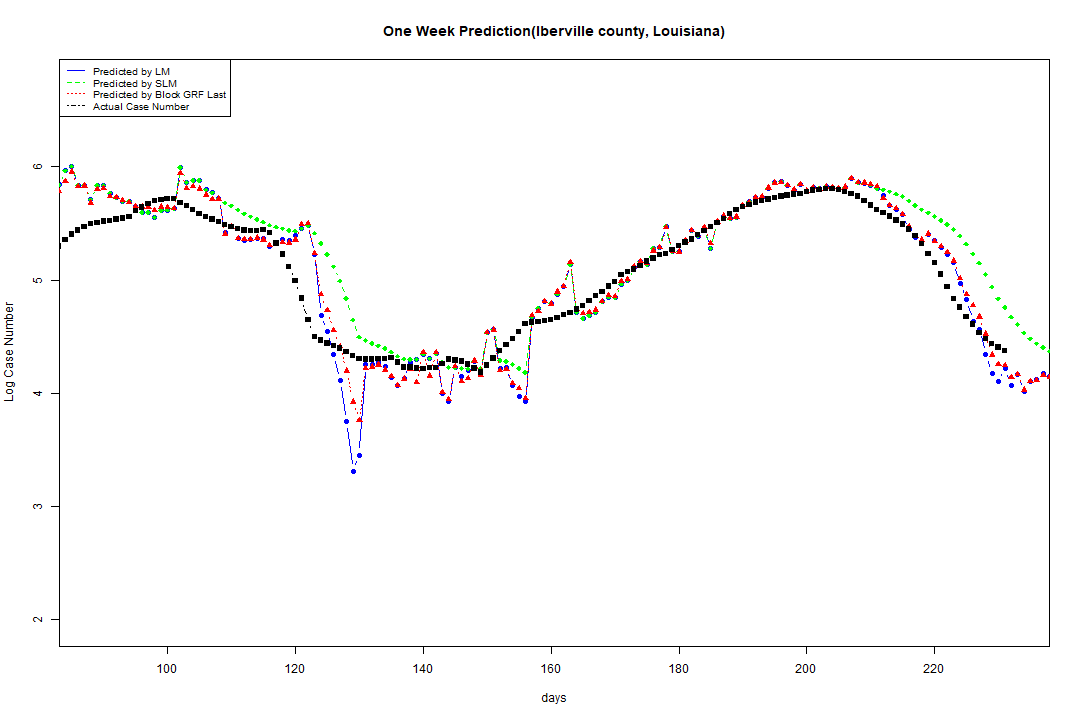 One Week Prediction(Iberville county, Louisiana)
Predicted by LM
Predicted by SLM
Predicted by Block GRF Last
Actual Case Number
6
5
4
3
2
Log Case Number
100 120 140 160 180 200 220
days